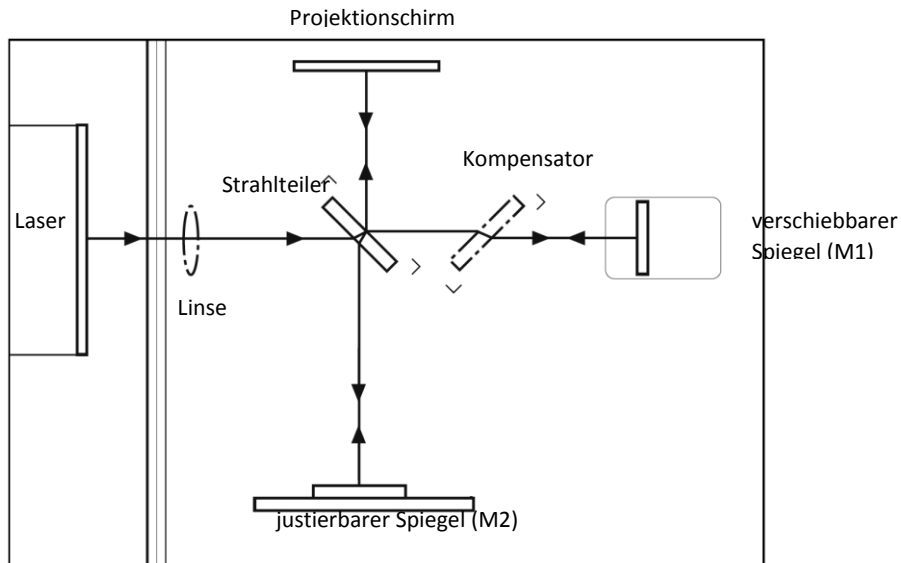 Projektionschirm
Kompensator
Strahlteiler
Laser
verschiebbarer
Spiegel (M1)
Linse
justierbarer Spiegel (M2)